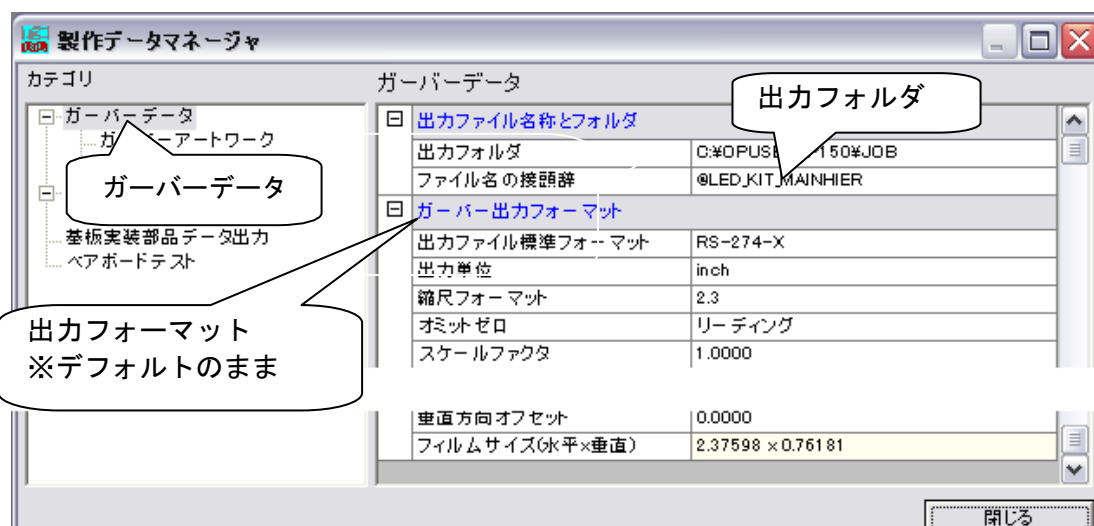 製作データマネージャ
カテゴリ
ガーバーデータ
アートワーク
ガーバーデータ
基板実装部品データ出力
ベアボードテスト
出力フォーマット
※デフォルトのまま
ガーバーデータ
出力フォルダ
出力ファイル名称とフォルダ
出力フォルダ C:¥OPUSE 150¥JOB
ファイル名の接頭辞 @LED_KIT_MAINHIER
ガーバー出力フォーマット
出力ファイル標準フォーマット RS-274-X
出力単位 inch
縮尺フォーマット 2.3
オミットゼロ リーディング
スケールファクタ 1.0000
垂直方向オフセット 0.0000
フィルムサイズ(水平×垂直) 2.37598 × 0.76181
閉じる